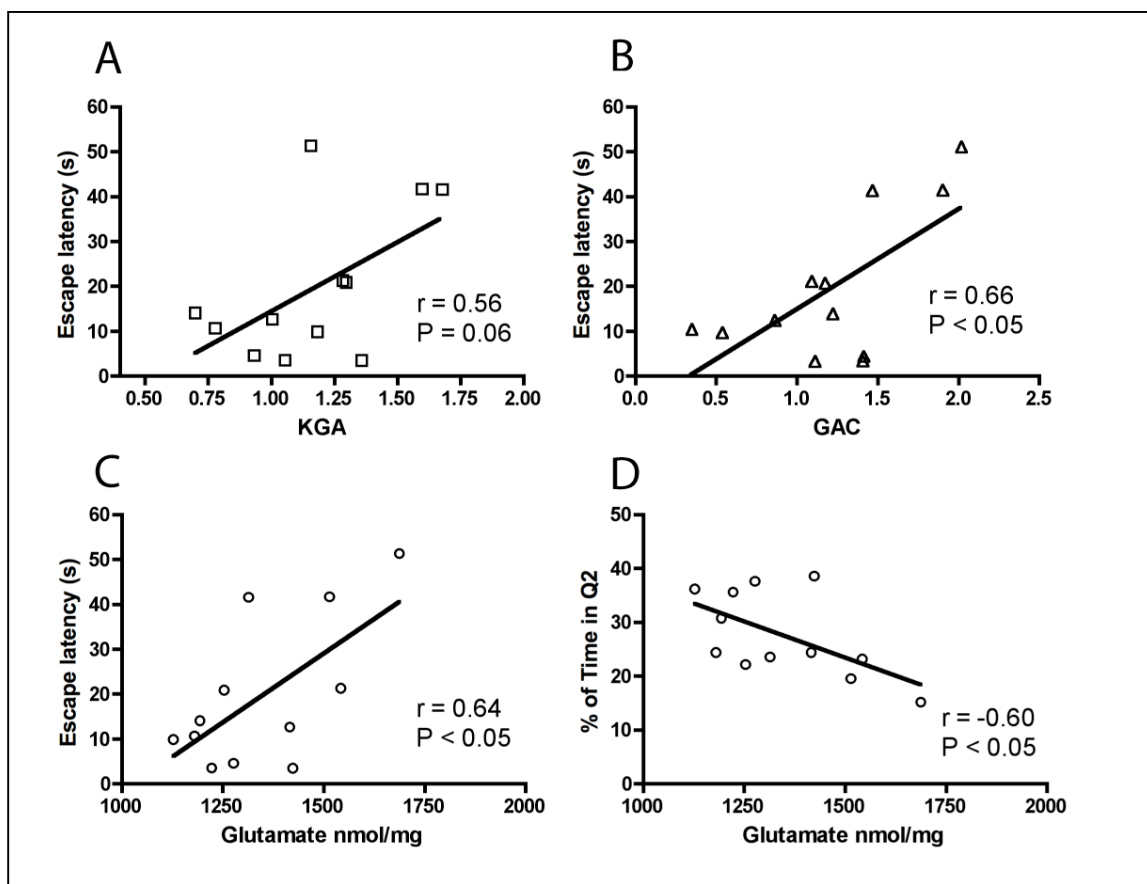 A
Escape latency (s)
60
50
40
30
20
10
0
0.50 0.75 1.00 1.25 1.50 1.75 2.00
KGA
r = 0.56
P = 0.06
B
Escape latency (s)
60
50
40
30
20
10
0
0.0 0.5 1.0 1.5 2.0 2.5
GAC
r = 0.66
P < 0.05
C
Escape latency (s)
60
50
40
30
20
10
0
1000 1250 1500 1750 2000
Glutamate nmol/mg
r = 0.64
P < 0.05
D
% of Time in Q2
50
40
30
20
10
0
1000 1250 1500 1750 2000
Glutamate nmol/mg
r = -0.60
P < 0.05